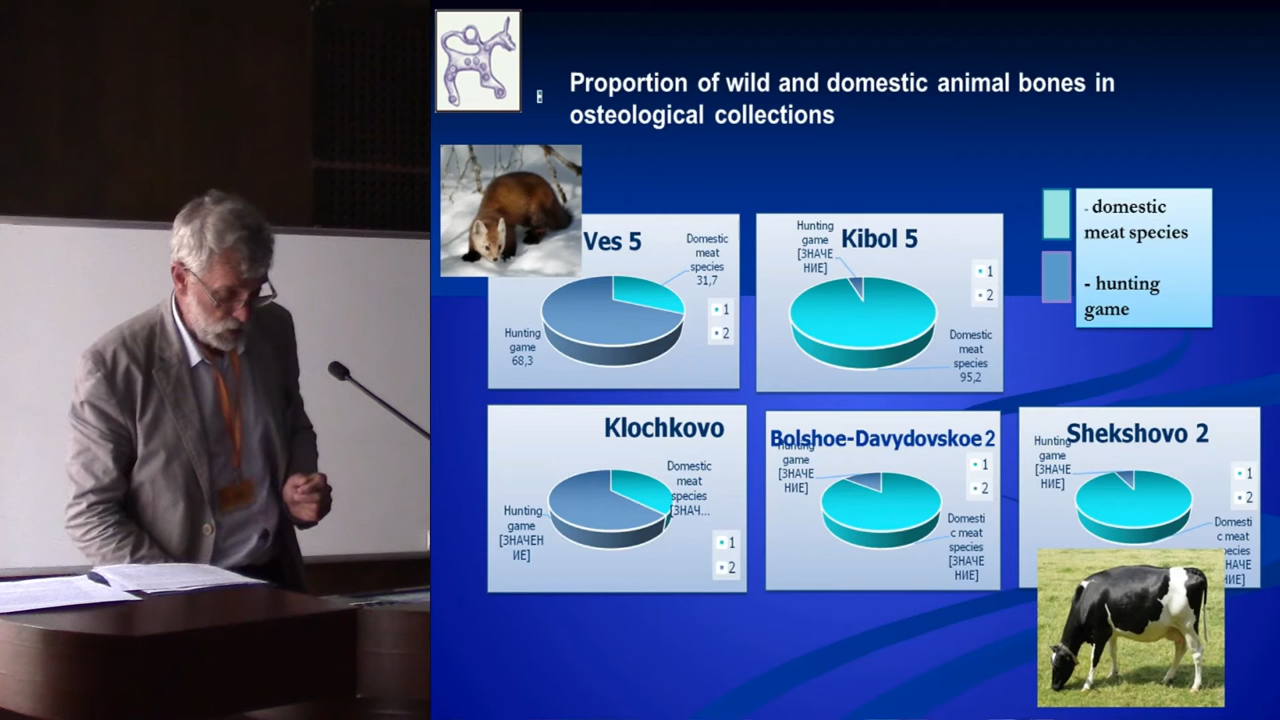 Proportion of wild and domestic animal bones in
osteological collections
Ves 5
Domestic
meat
species
31,7
Hunting
game
68,3
1
2
Hunting
game
[ЗНАЧЕ
НИЕ]
Kibol 5
1
2
Domestic
meat
species
95,2
- domestic
meat species
- hunting
game
Klochkovo
Domestic
meat
species
[ЗНАЧ...
Hunting
game
[ЗНАЧЕН
ИЕ]
1
2
Bolshoe-Davydovskoe 2
Hunting
game
[ЗНАЧЕ
НИЕ]
1
2
Domesti
c meat
species
[ЗНАЧЕ
НИЕ]
Shekshovo 2
Hunting
game
[ЗНАЧЕ
НИЕ]
1
2
Domesti
c meat
pecies
НАЧЕ
ИЕ]